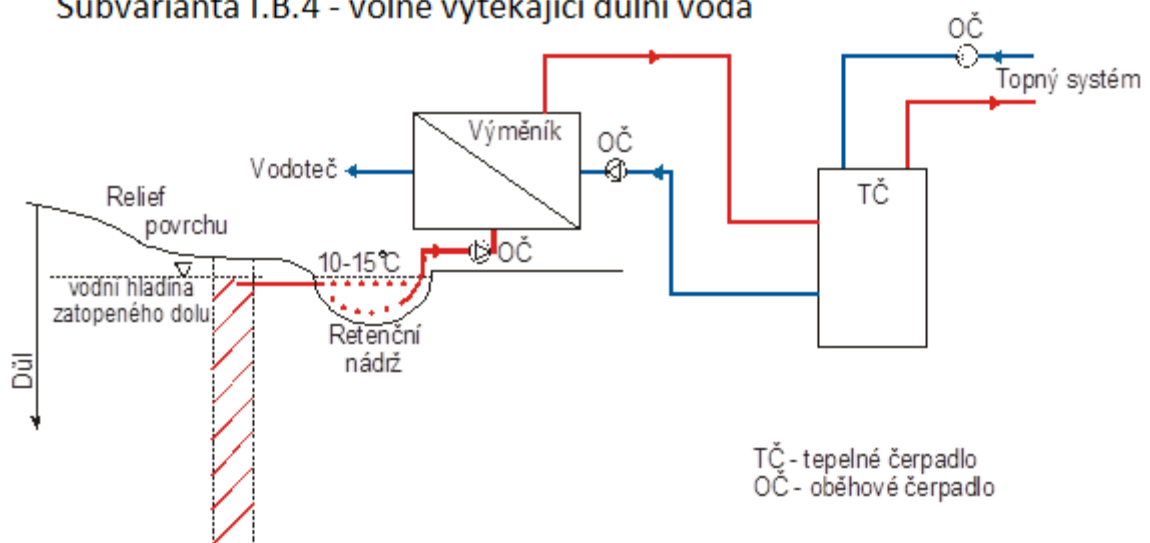 Subvarianta I.B.4 - volně vytékající důlní voda
OČ
Topný systém
Výměník
OČ
Vodoteč
TČ
Relief
povrchu
OČ
10-15°C
vodní hladina
zatopeného dolu
Retenční
nádrž
Důl
TČ - tepelné čerpadlo
OČ - oběhové čerpadlo